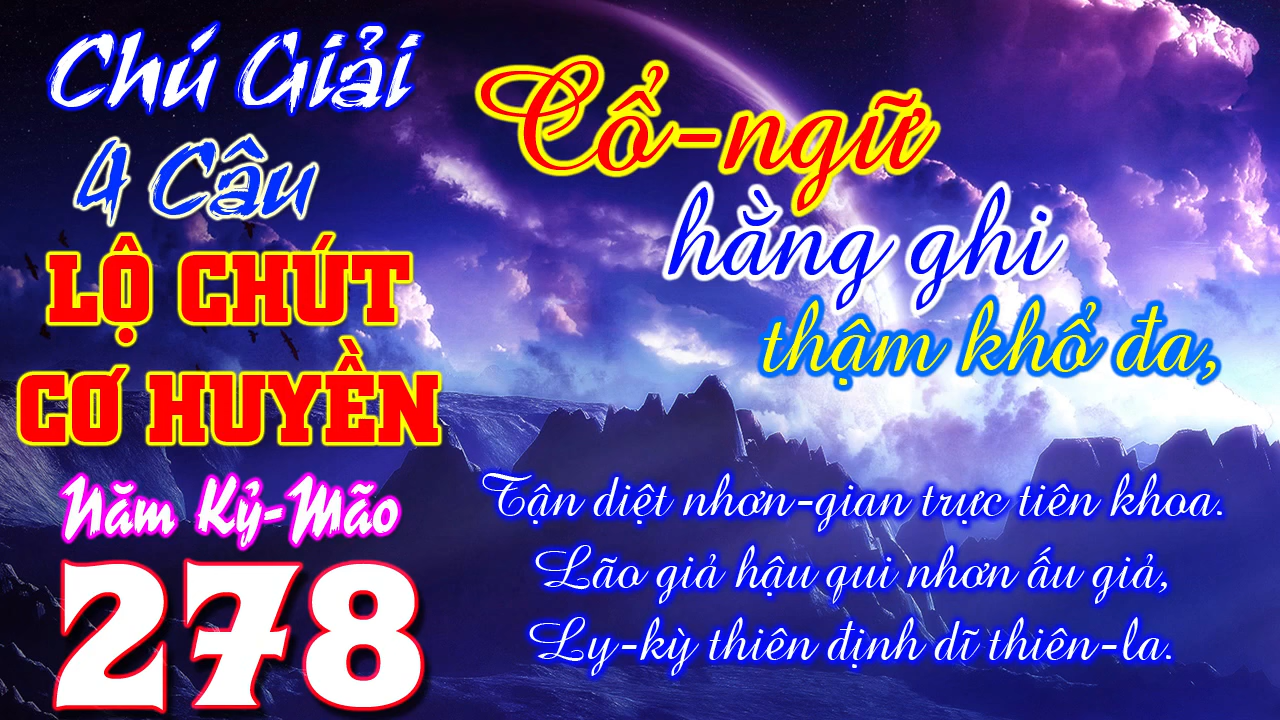 Chú Giải
4 Câu
LỘ CHÚT
CƠ HUYỀN
Năm Kỷ-Mão
278
Cổ-ngữ
hằng ghi
thậm khổ đa,
Tận diệt nhơn-gian trực tiên khoa.
Lão giả hậu qui nhơn ấu giả,
Ly-kỳ thiên định dĩ thiên-la.